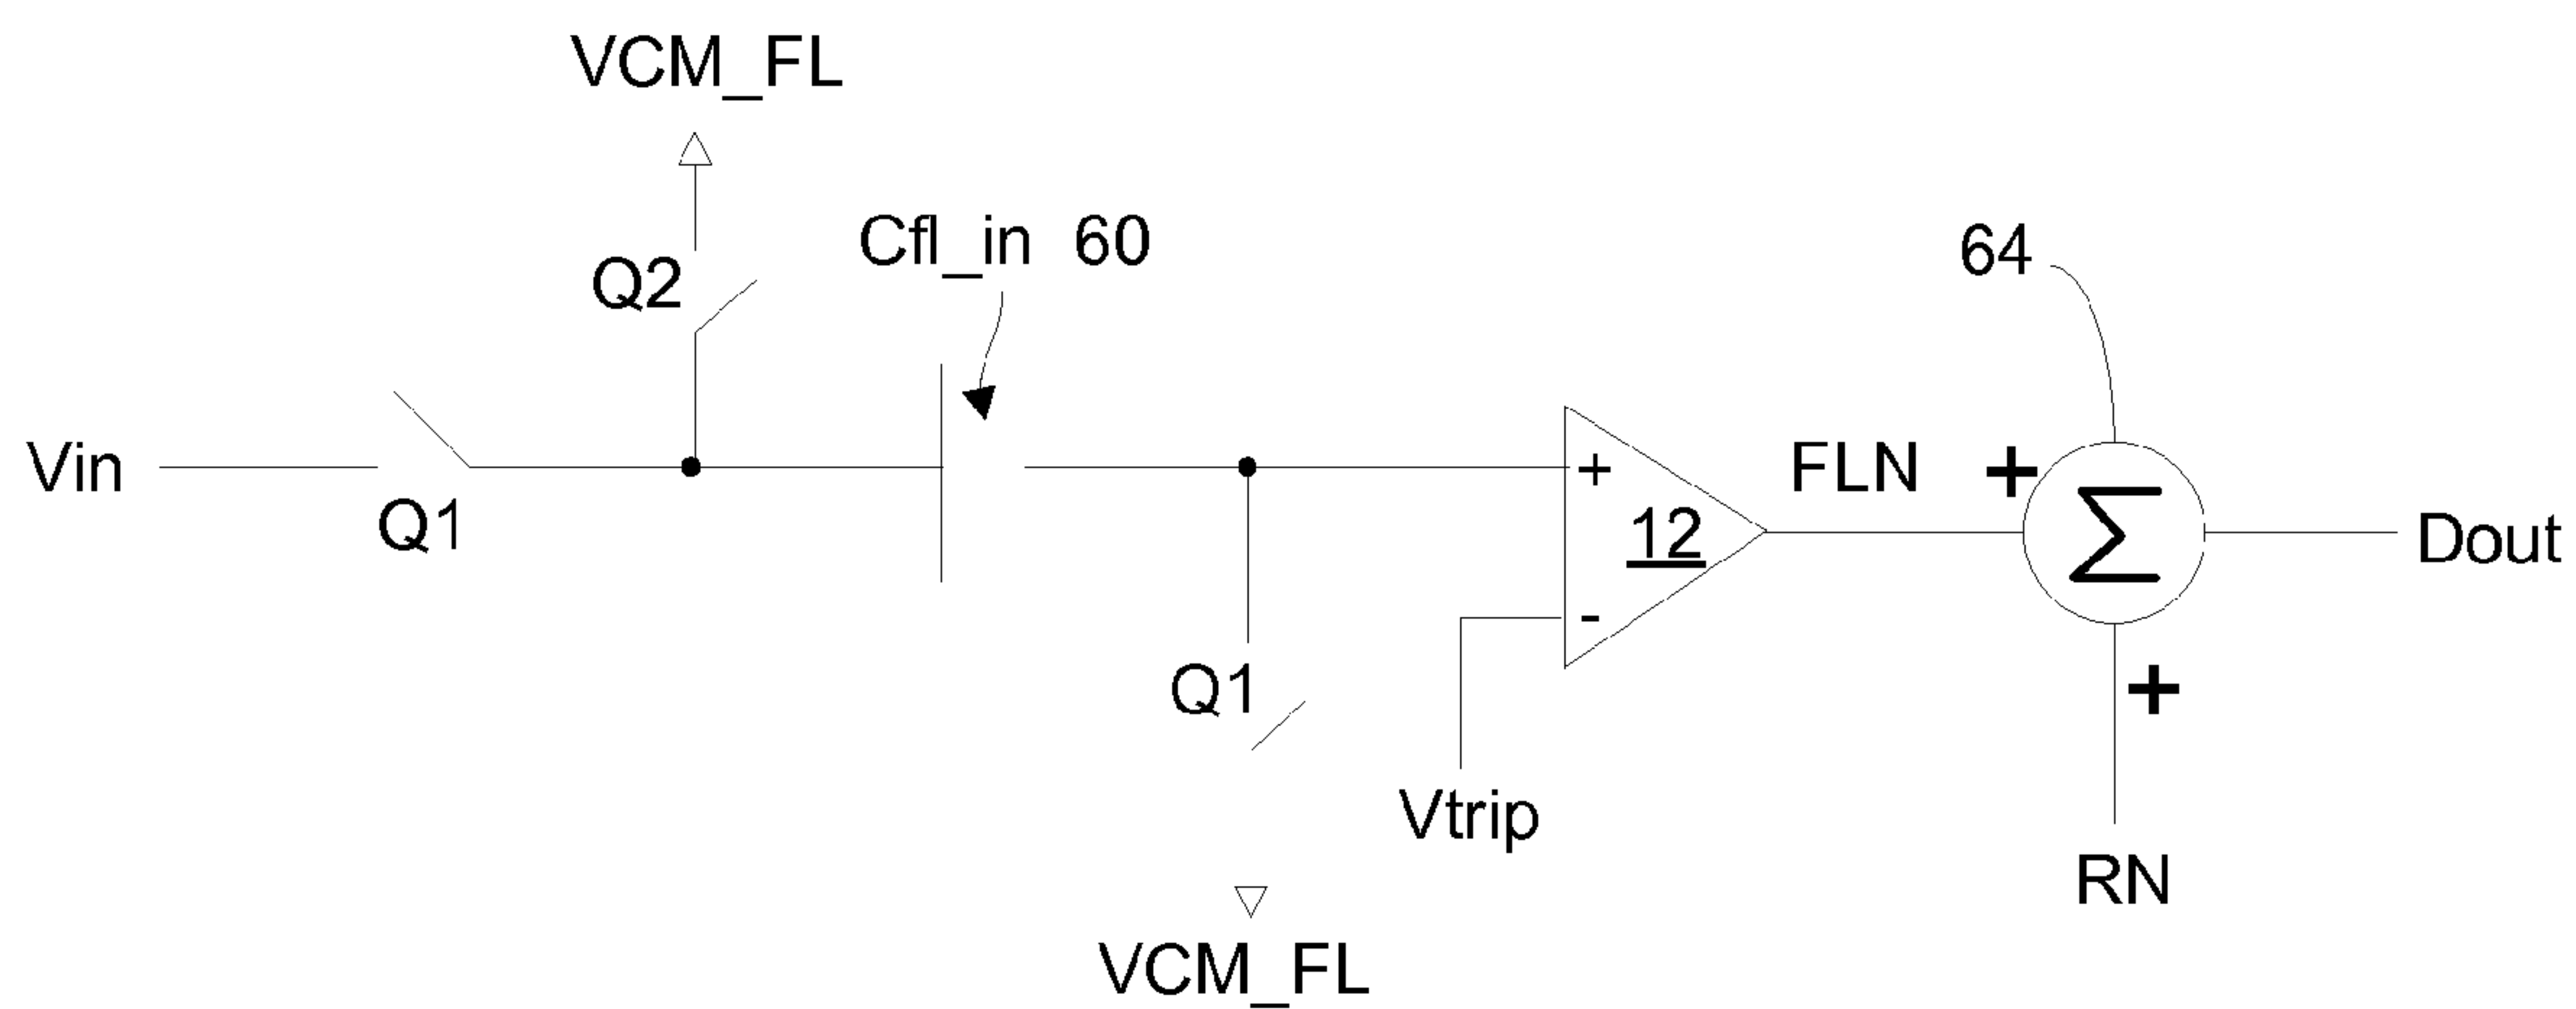 VCM_FL
Cfl_in 60
64
Q2
Vin
Q1
+
FLN
+
Σ
12
Dout
-
Q1
+
Vtrip
RN
VCM_FL